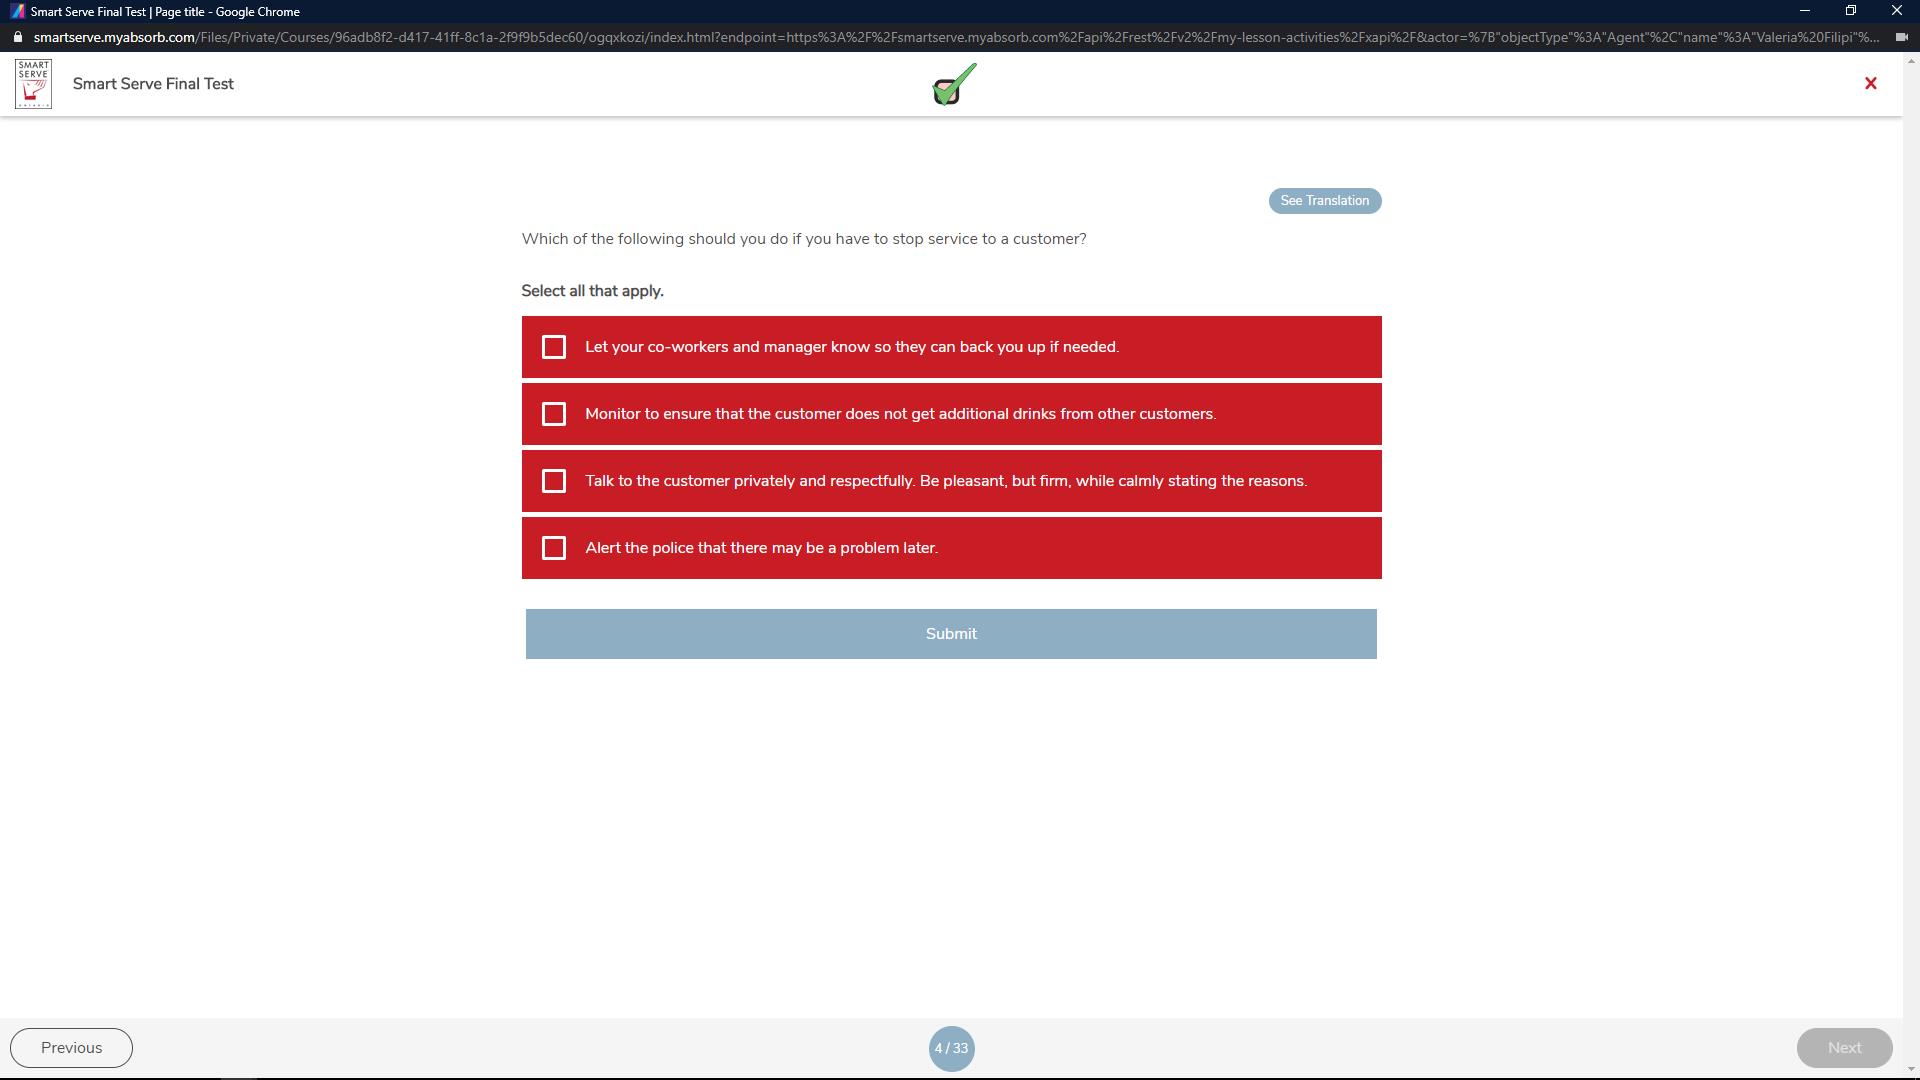 Smart Serve Final Test | Page title - Google Chrome
smartserve.myabsorb.com/Files/Private/Courses/96adb8f2-d417-41ff-8c1a-2f9f9b5dec60/ogqxkozi/index.html?endpoint=https%3A%2F%2Fsmartserve.myabsorb.com%2Fapi%2Frest%2Fv2%2Fmy-lesson-activities%2Fxapi%2F&actor=%7B"objectType"%3A"Agent"%2C"name"%3A"Valeria%20Filipi"%...
SMART
SERVE
ONTARIO
Smart Serve Final Test
See Translation
Which of the following should you do if you have to stop service to a customer?
Select all that apply.
Let your co-workers and manager know so they can back you up if needed.
Monitor to ensure that the customer does not get additional drinks from other customers.
Talk to the customer privately and respectfully. Be pleasant, but firm, while calmly stating the reasons.
Alert the police that there may be a problem later.
Submit
Previous
4 / 33
Next